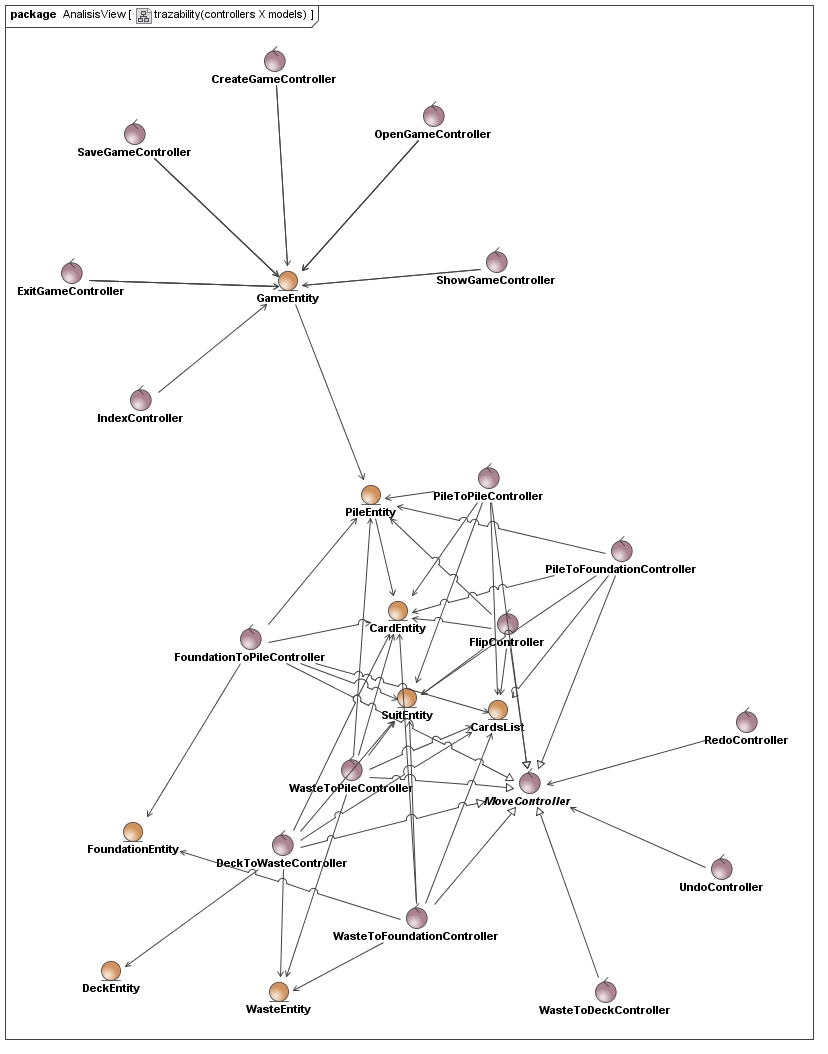 package AnalisisView [ trazability(controllers X models) ]
CreateGameController
OpenGameController
SaveGameController
ShowGameController
ExitGameController
GameEntity
IndexController
PileToPileController
PileEntity
PileToFoundationController
CardEntity
FlipController
FoundationToPileController
SuitEntity
CardsList
RedoController
WasteToPileController
MoveController
FoundationEntity
DeckToWasteController
UndoController
WasteToFoundationController
DeckEntity
WasteEntity
WasteToDeckController